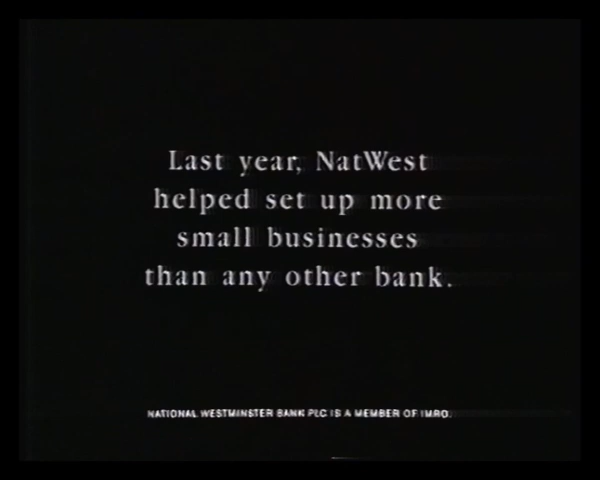 Last year, NatWest
helped set up more
small businesses
than any other bank.
NATIONAL WESTMINSTER BANK PLC IS A MEMBER OF IMRO.